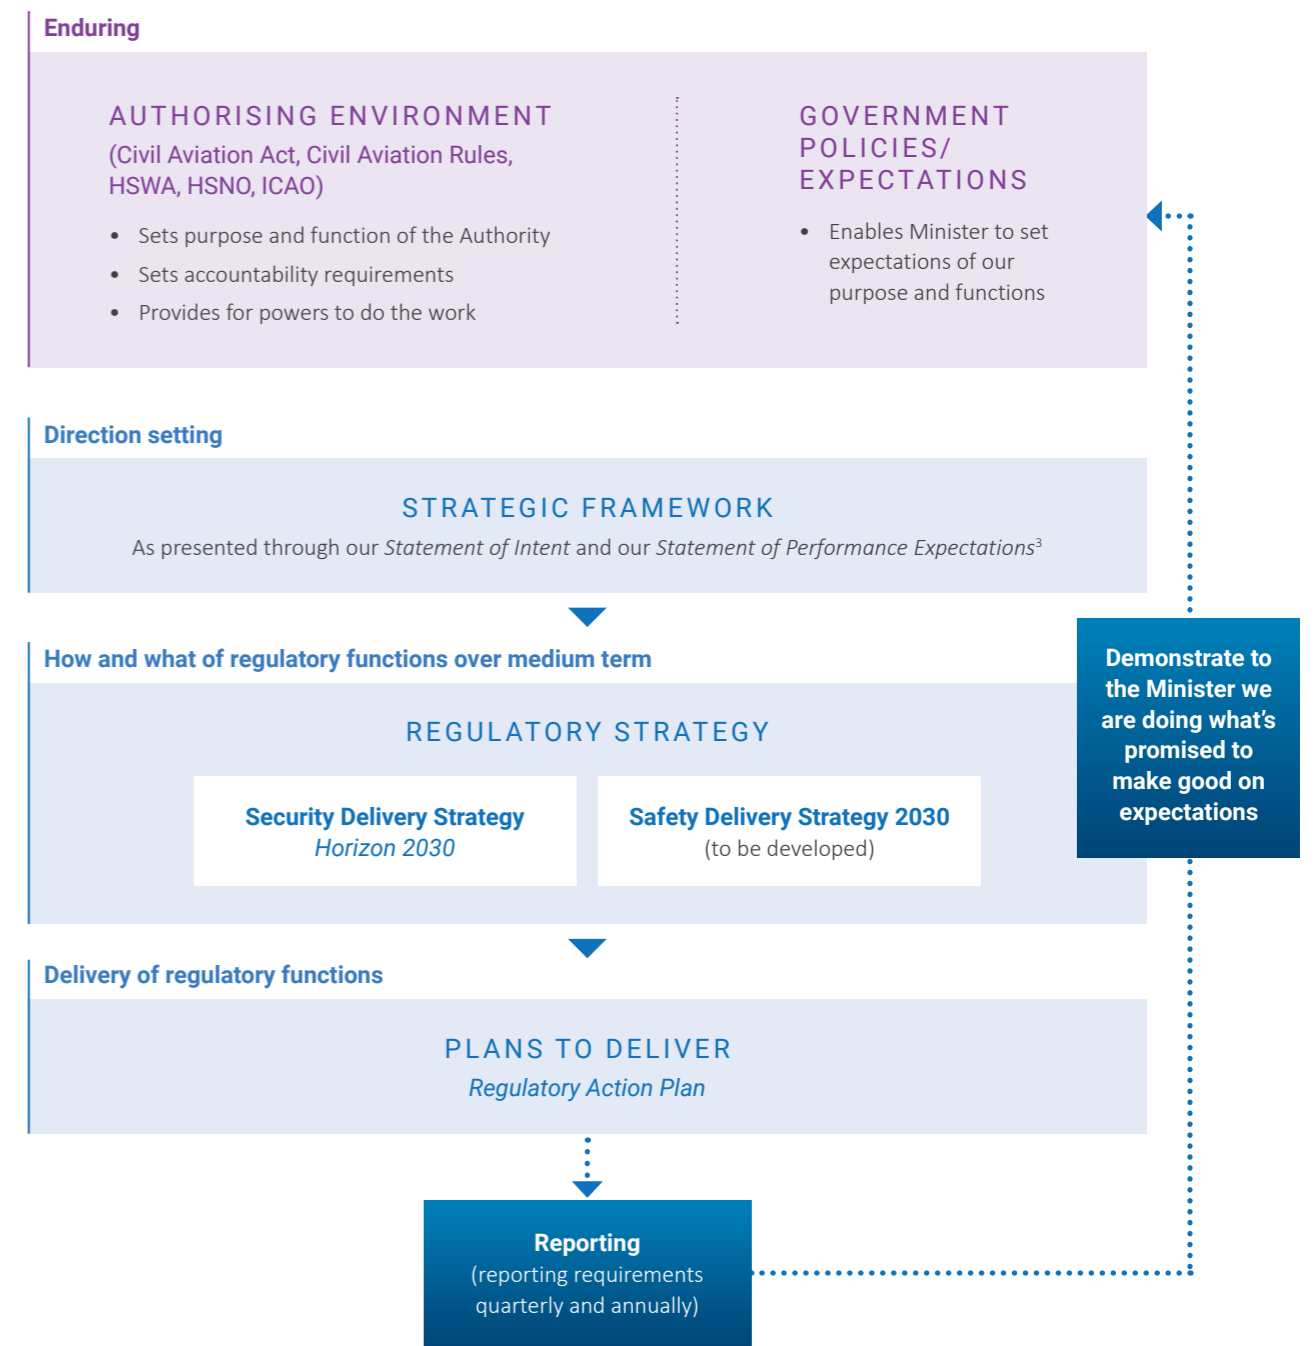 Enduring
AUTHORISING ENVIRONMENT
(Civil Aviation Act, Civil Aviation Rules,
HSWA, HSNO, ICAO)
• Sets purpose and function of the Authority
• Sets accountability requirements
• Provides for powers to do the work
GOVERNMENT
POLICIES/
EXPECTATIONS
• Enables Minister to set
expectations of our
purpose and functions
Direction setting
STRATEGIC FRAMEWORK
As presented through our Statement of Intent and our Statement of Performance Expectations³
How and what of regulatory functions over medium term
REGULATORY STRATEGY
Security Delivery Strategy
Horizon 2030
Safety Delivery Strategy 2030
(to be developed)
Demonstrate to
the Minister we
are doing what's
promised to
make good on
expectations
Delivery of regulatory functions
PLANS TO DELIVER
Regulatory Action Plan
Reporting
(reporting requirements
quarterly and annually)